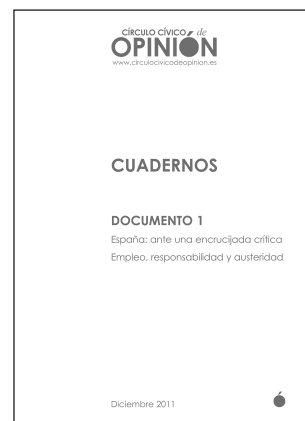 CÍRCULO CÍVICO de
OPINIÓN
www.circulocivicodeopinion.es
CUADERNOS
DOCUMENTO 1
España: ante una encrucijada crítica
Empleo, responsabilidad y austeridad
Diciembre 2011